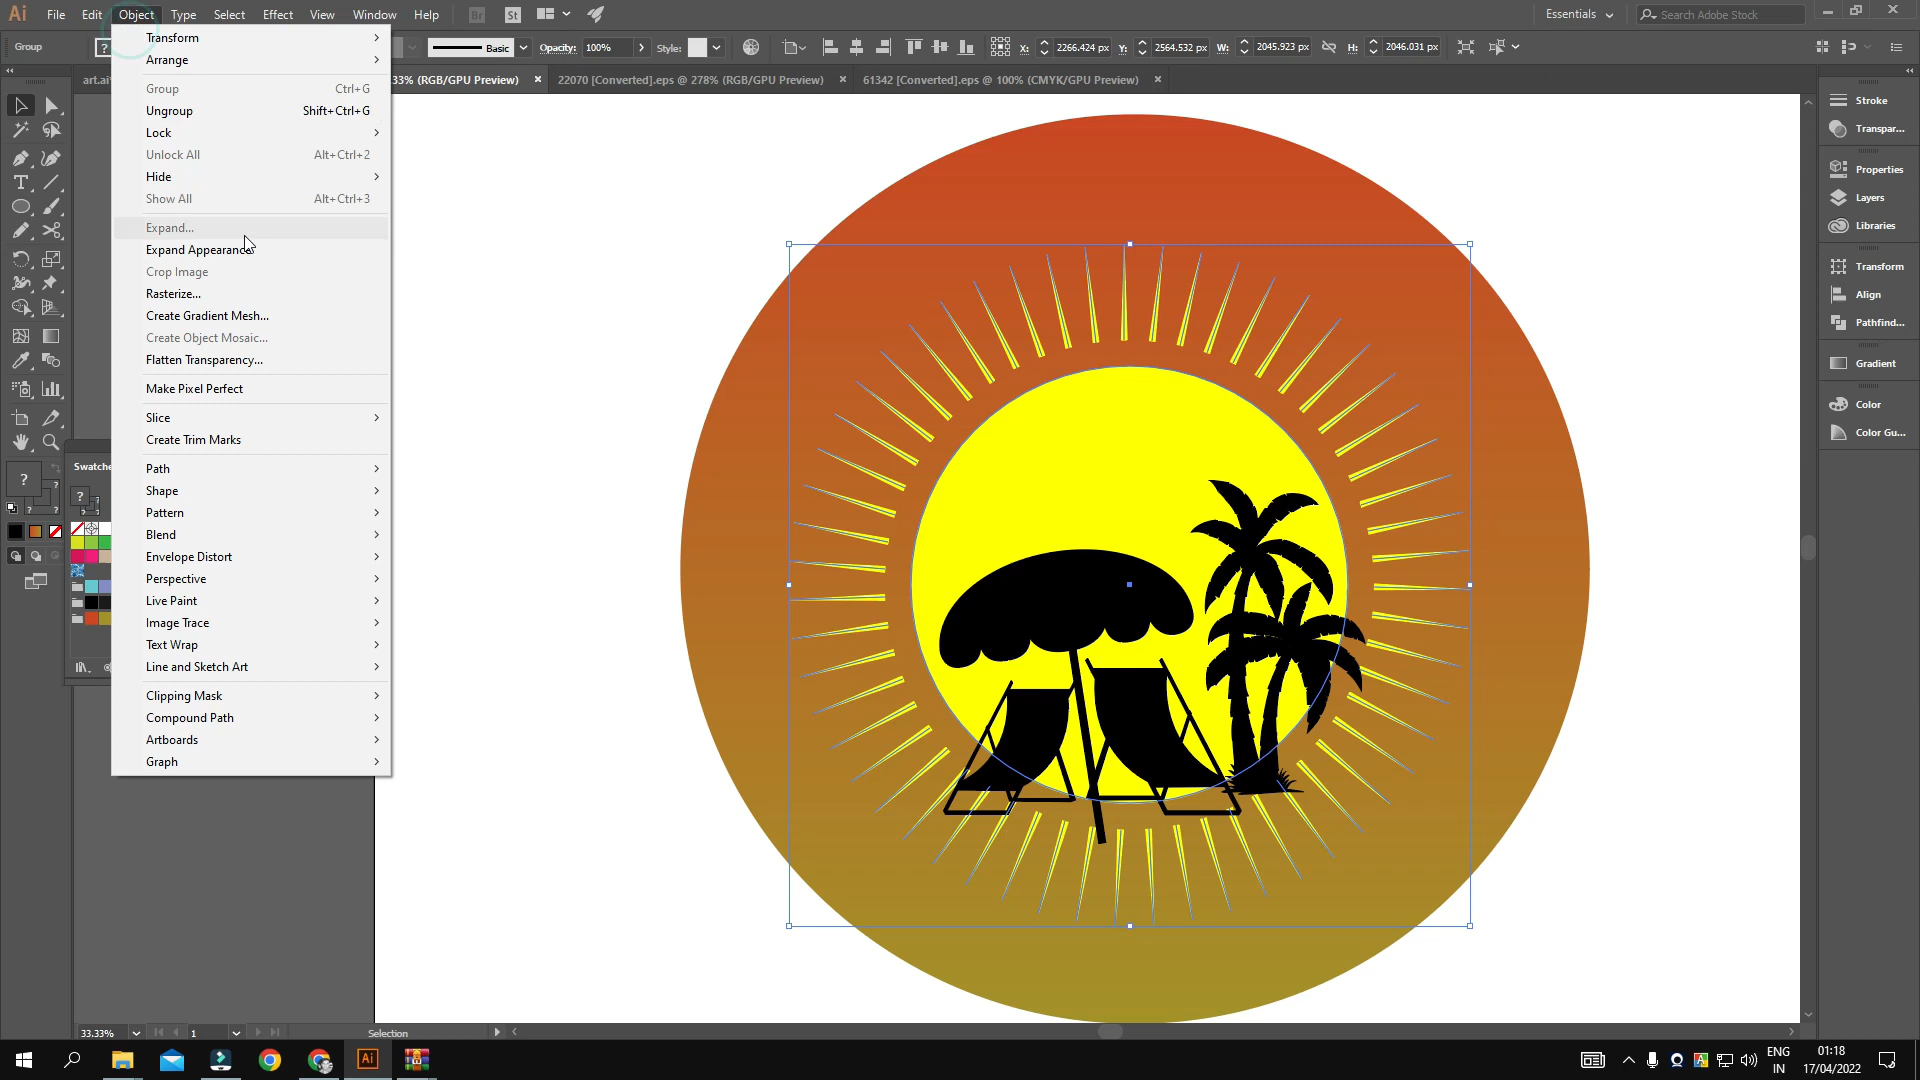 Ai File Edit Object Type Select Effect View Window Help Br St Essentials Search Adobe Stock
Group ? Basic Opacity: 100% Style: X: 2266.424 px Y: 2564.532 px W: 2045.923 px H: 2046.031 px
art.ai 33% (RGB/GPU Preview) × 22070 [Converted].eps @ 278% (RGB/GPU Preview) × 61342 [Converted].eps @ 100% (CMYK/GPU Preview) ×
Transform
Arrange
Group Ctrl+G
Ungroup Shift+Ctrl+G
Lock
Unlock All Alt+Ctrl+2
Hide
Show All Alt+Ctrl+3
Expand...
Expand Appearance
Crop Image
Rasterize...
Create Gradient Mesh...
Create Object Mosaic...
Flatten Transparency...
Make Pixel Perfect
Slice
Create Trim Marks
Path
Shape
Pattern
Blend
Envelope Distort
Perspective
Live Paint
Image Trace
Text Wrap
Line and Sketch Art
Clipping Mask
Compound Path
Artboards
Graph
Swatche
Stroke
Transpar...
Properties
Layers
Libraries
Transform
Align
Pathfind...
Gradient
Color
Color Gu...
33.33% 1 Selection
ENG
IN
01:18
17/04/2022